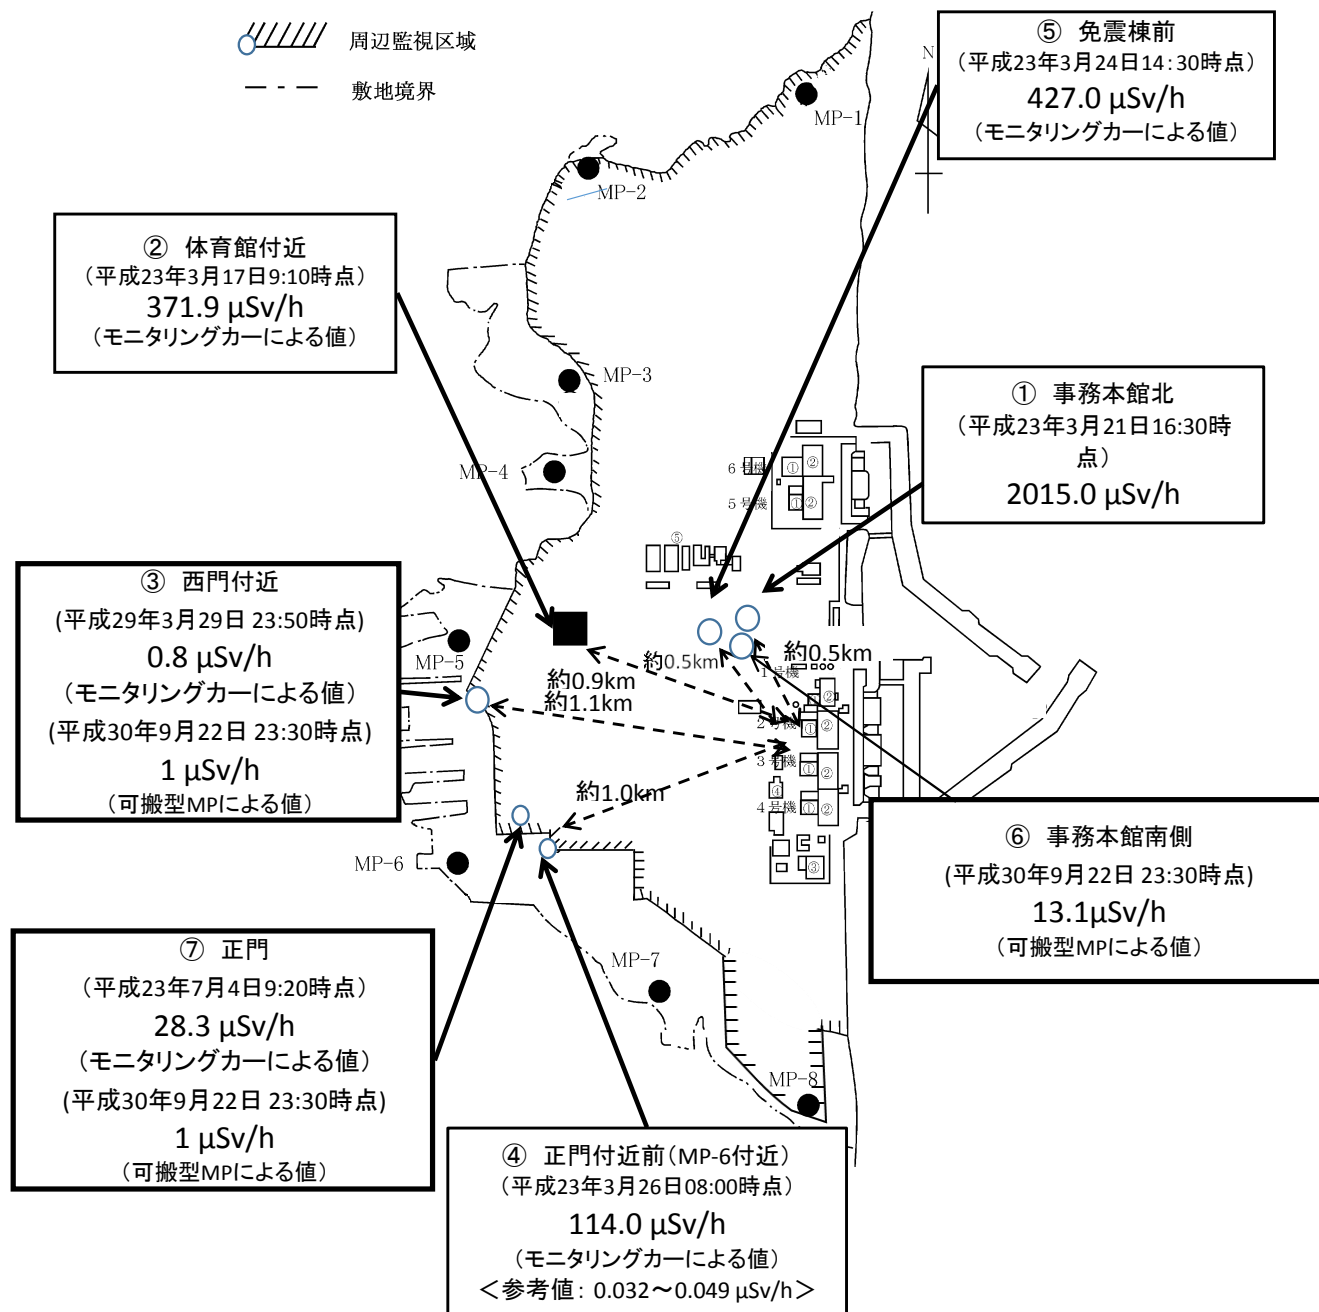 周辺監視区域
敷地境界
⑤ 免震棟前
(平成23年3月24日14:30時点)
427.0 μSv/h
(モニタリングカーによる値)
N
MP-1
MP-2
② 体育館付近
(平成23年3月17日9:10時点)
371.9 μSv/h
(モニタリングカーによる値)
MP-3
① 事務本館北
(平成23年3月21日16:30時
点)
2015.0 μSv/h
MP-4
6号機
①
②
5号機
①
②
⑤
③ 西門付近
(平成29年3月29日 23:50時点)
0.8 μSv/h
(モニタリングカーによる値)
(平成30年9月22日 23:30時点)
1 μSv/h
(可搬型MPによる値)
MP-5
約0.5km
約0.5km
約0.9km
約1.1km
1号機
②
2号機
①
②
3号機
①
②
約1.0km
④
4号機
①
②
③
MP-6
⑥ 事務本館南側
(平成30年9月22日 23:30時点)
13.1μSv/h
(可搬型MPによる値)
⑦ 正門
(平成23年7月4日9:20時点)
28.3 μSv/h
(モニタリングカーによる値)
(平成30年9月22日 23:30時点)
1 μSv/h
(可搬型MPによる値)
MP-7
MP-8
④ 正門付近前(MP-6付近)
(平成23年3月26日08:00時点)
114.0 μSv/h
(モニタリングカーによる値)
<参考値: 0.032～0.049 μSv/h>